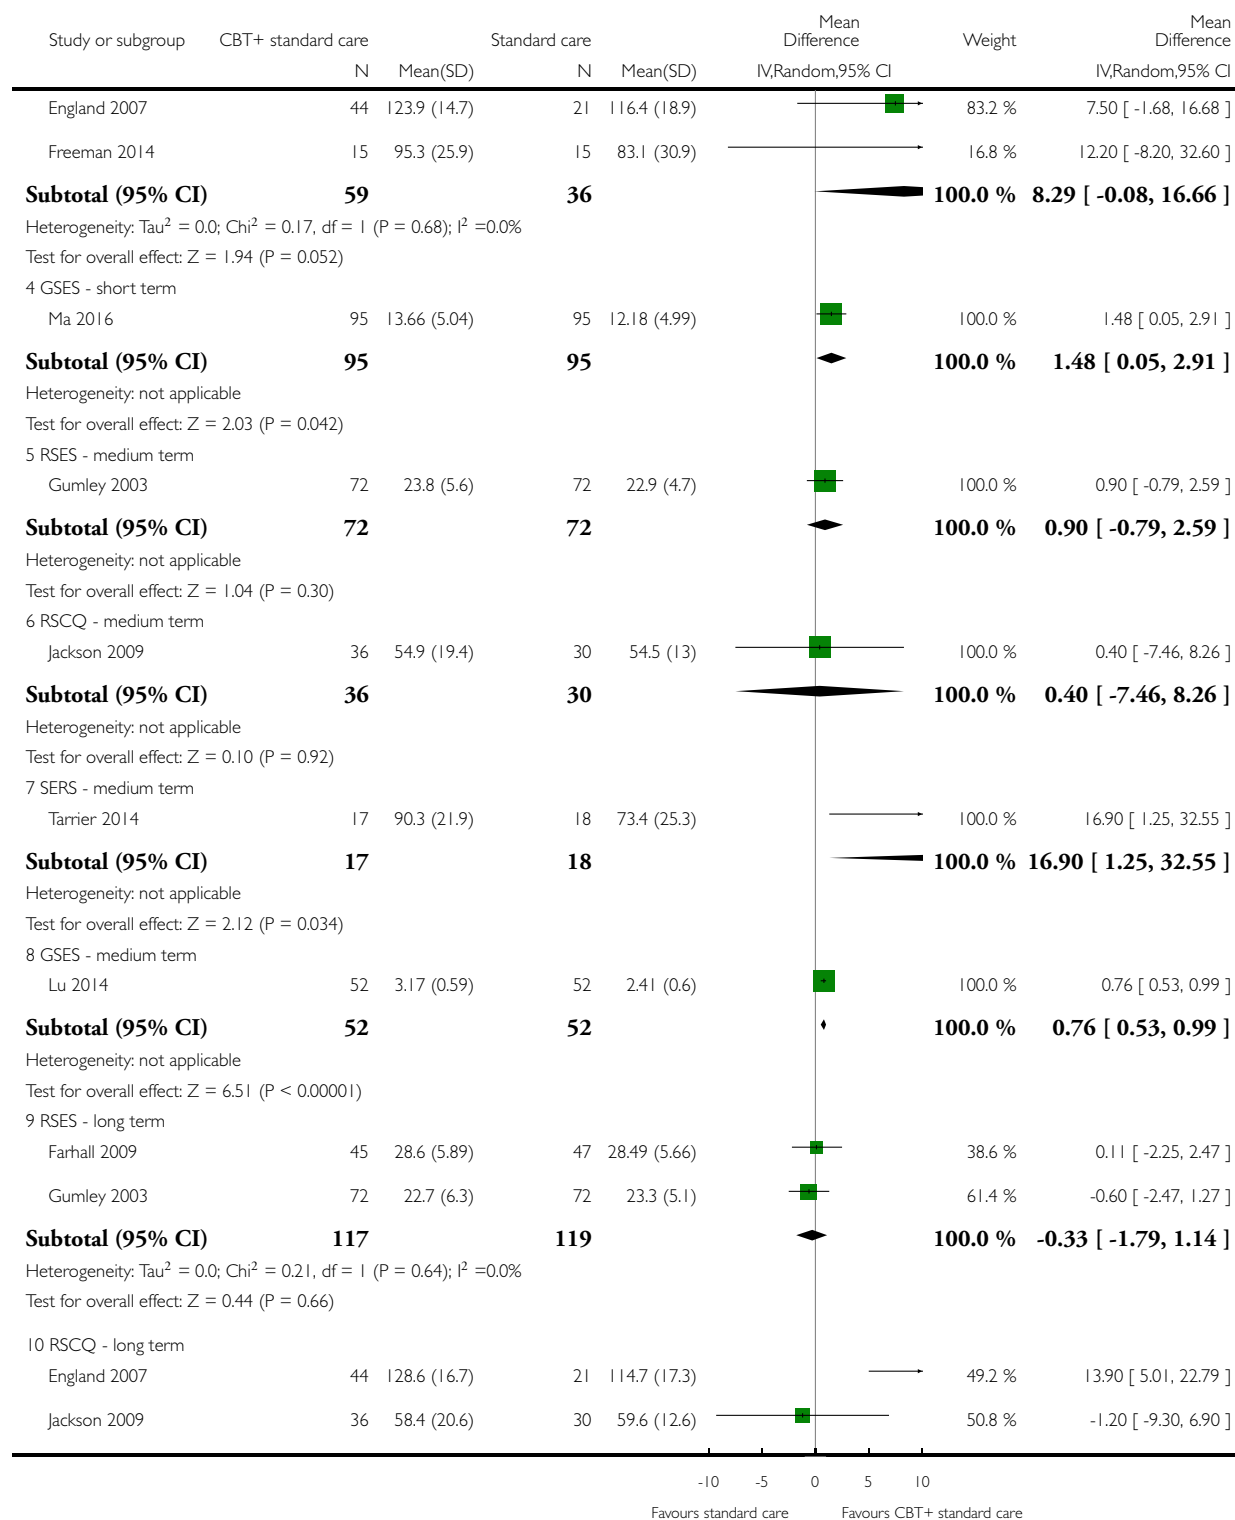 Mean Mean
Study or subgroup CBT+ standard care Standard care Difference Weight Difference
N Mean(SD) N Mean(SD) IV,Random,95% CI IV,Random,95% CI
England 2007 44 123.9 (14.7) 21 116.4 (18.9) 83.2 % 7.50 [ -1.68, 16.68 ]
Freeman 2014 15 95.3 (25.9) 15 83.1 (30.9) 16.8 % 12.20 [ -8.20, 32.60 ]
Subtotal (95% CI) 59 36 100.0 % 8.29 [ -0.08, 16.66 ]
Heterogeneity: Tau² = 0.0; Chi² = 0.17, df = 1 (P = 0.68); I² =0.0%
Test for overall effect: Z = 1.94 (P = 0.052)
4 GSES - short term
Ma 2016 95 13.66 (5.04) 95 12.18 (4.99) 100.0 % 1.48 [ 0.05, 2.91 ]
Subtotal (95% CI) 95 95 100.0 % 1.48 [ 0.05, 2.91 ]
Heterogeneity: not applicable
Test for overall effect: Z = 2.03 (P = 0.042)
5 RSES - medium term
Gumley 2003 72 23.8 (5.6) 72 22.9 (4.7) 100.0 % 0.90 [ -0.79, 2.59 ]
Subtotal (95% CI) 72 72 100.0 % 0.90 [ -0.79, 2.59 ]
Heterogeneity: not applicable
Test for overall effect: Z = 1.04 (P = 0.30)
6 RSCQ - medium term
Jackson 2009 36 54.9 (19.4) 30 54.5 (13) 100.0 % 0.40 [ -7.46, 8.26 ]
Subtotal (95% CI) 36 30 100.0 % 0.40 [ -7.46, 8.26 ]
Heterogeneity: not applicable
Test for overall effect: Z = 0.10 (P = 0.92)
7 SERS - medium term
Tarrier 2014 17 90.3 (21.9) 18 73.4 (25.3) 100.0 % 16.90 [ 1.25, 32.55 ]
Subtotal (95% CI) 17 18 100.0 % 16.90 [ 1.25, 32.55 ]
Heterogeneity: not applicable
Test for overall effect: Z = 2.12 (P = 0.034)
8 GSES - medium term
Lu 2014 52 3.17 (0.59) 52 2.41 (0.6) 100.0 % 0.76 [ 0.53, 0.99 ]
Subtotal (95% CI) 52 52 100.0 % 0.76 [ 0.53, 0.99 ]
Heterogeneity: not applicable
Test for overall effect: Z = 6.51 (P < 0.00001)
9 RSES - long term
Farhall 2009 45 28.6 (5.89) 47 28.49 (5.66) 38.6 % 0.11 [ -2.25, 2.47 ]
Gumley 2003 72 22.7 (6.3) 72 23.3 (5.1) 61.4 % -0.60 [ -2.47, 1.27 ]
Subtotal (95% CI) 117 119 100.0 % -0.33 [ -1.79, 1.14 ]
Heterogeneity: Tau² = 0.0; Chi² = 0.21, df = 1 (P = 0.64); I² =0.0%
Test for overall effect: Z = 0.44 (P = 0.66)
10 RSCQ - long term
England 2007 44 128.6 (16.7) 21 114.7 (17.3) 49.2 % 13.90 [ 5.01, 22.79 ]
Jackson 2009 36 58.4 (20.6) 30 59.6 (12.6) 50.8 % -1.20 [ -9.30, 6.90 ]
-10 -5 0 5 10
Favours standard care Favours CBT+ standard care